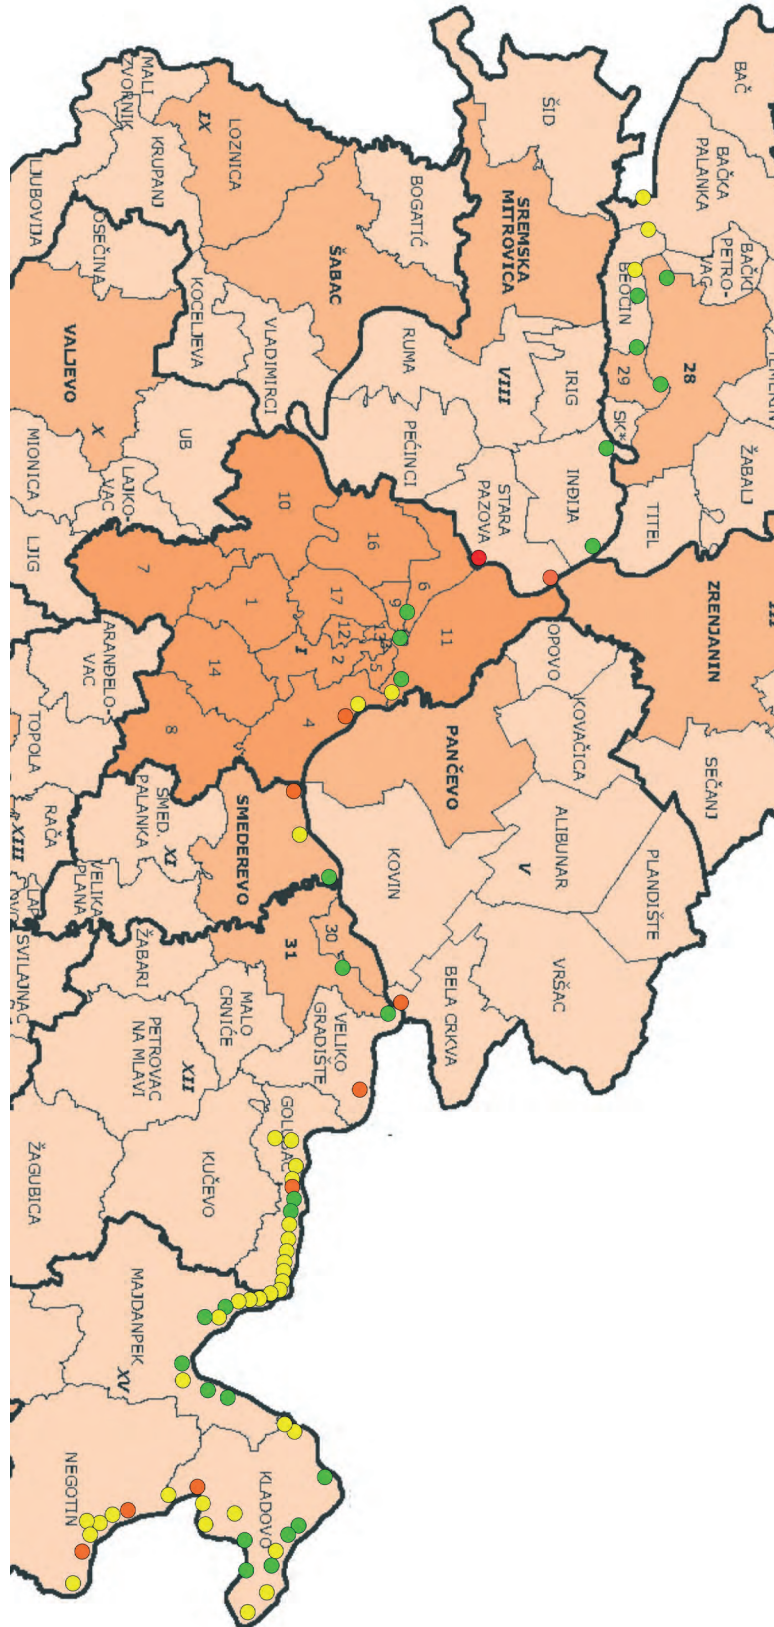 BAČ
BAČKA
PALANKA
BAČKI
PETRO-
VAC
BEOČIN
28
29
SK*
ŽABALJ
TITEL
ŠID
SREMSKA
MITROVICA
IRIG
VIII
RUMA
INĐIJA
PEĆINCI
STARA
PAZOVA
ZRENJANIN
SEČANJ
OPOVO
KOVAČICA
PANČEVO
ALIBUNAR
V
PLANDIŠTE
VRŠAC
KOVIN
BELA CRKVA
MALI
ZVORNIK
LOZNICA
IX
KRUPANJ
LJUBOVIJA
BOGATIĆ
ŠABAC
VLADIMIRCI
KOCELJEVA
OSEČINA
VALJEVO
X
UB
LAJKO-
VAC
MIONICA
LJIG
10
16
6
9
11
7
1
17
12
2
5
I
14
4
8
ARANĐELO-
VAC
TOPOLA
RAČA
XIII
SMED.
PALANKA
XI
SMEDEREVO
VELIKA
PLANA
LAP
OVO
SVILAJNAC
30
31
ŽABARI
MALO
CRNIĆE
VELIKO
GRADIŠTE
PETROVAC
NA MLAVI
XII
KUČEVO
ŽAGUBICA
MAJDANPEK
XV
KLADOVO
NEGOTIN